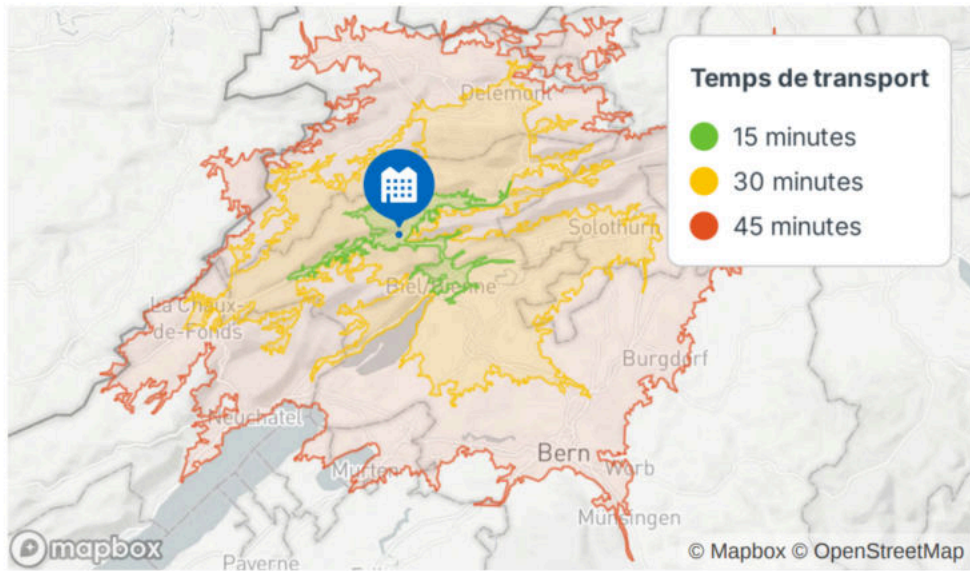 Delémont
Temps de transport
15 minutes
30 minutes
45 minutes
Solothurn
Biel/Bienne
La Chaux-
de-Fonds
Burgdorf
Neuchâtel
Bern
Worb
Murten
Münsingen
Payerne
mapbox
© Mapbox © OpenStreetMap